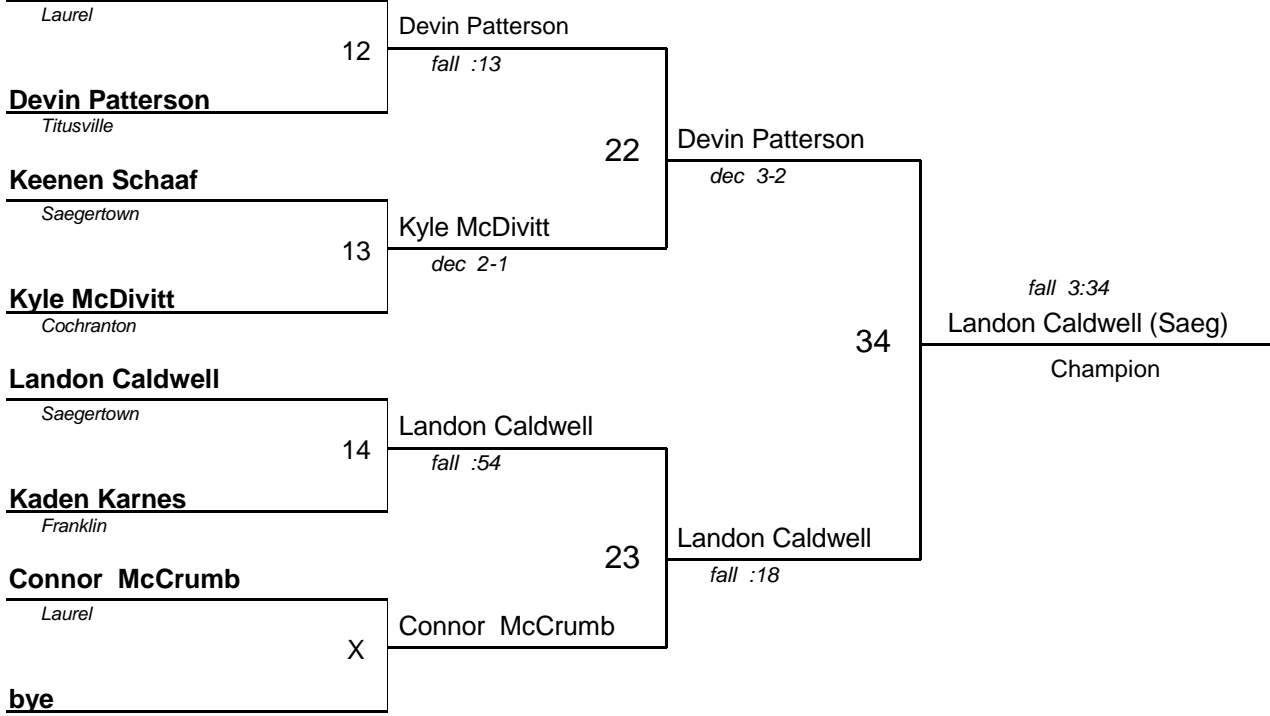 Laurel
12
Devin Patterson
fall :13
Devin Patterson
Titusville
22
Devin Patterson
dec 3-2
Keenen Schaaf
Saegertown
13
Kyle McDivitt
dec 2-1
Kyle McDivitt
Cochranton
34
fall 3:34
Landon Caldwell (Saeg)
Champion
Landon Caldwell
Saegertown
14
Landon Caldwell
fall :54
Kaden Karnes
Franklin
23
Landon Caldwell
fall :18
Connor McCrumb
Laurel
X
Connor McCrumb
bye